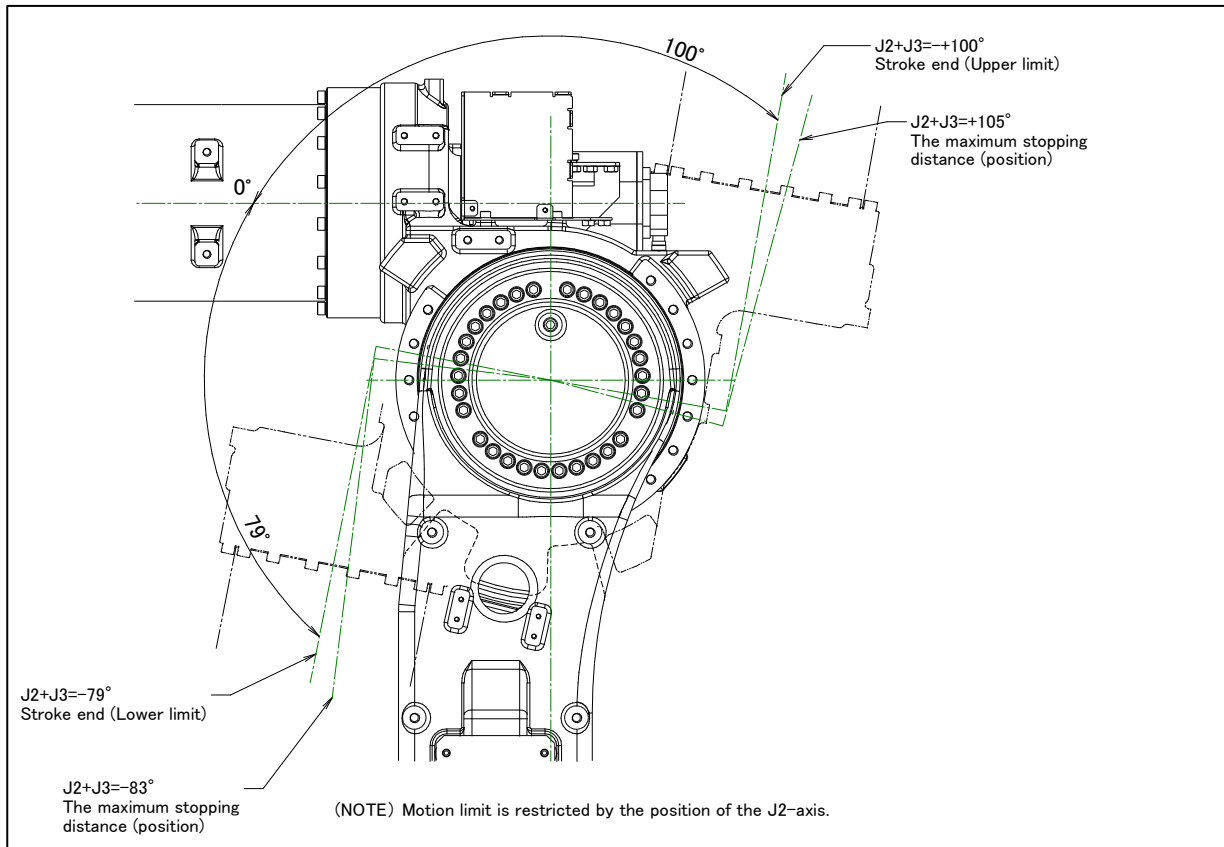 100°
J2+J3=-+100°
Stroke end (Upper limit)
J2+J3=+105°
The maximum stopping
distance (position)
0°
79°
J2+J3=-79°
Stroke end (Lower limit)
J2+J3=-83°
The maximum stopping
distance (position)
(NOTE) Motion limit is restricted by the position of the J2-axis.